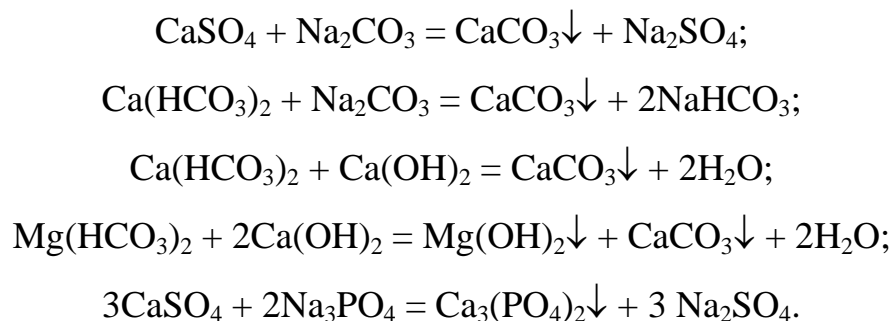 CaSO₄ + Na₂CO₃ = CaCO₃↓ + Na₂SO₄;
Ca(HCO₃)₂ + Na₂CO₃ = CaCO₃↓ + 2NaHCO₃;
Ca(HCO₃)₂ + Ca(OH)₂ = CaCO₃↓ + 2H₂O;
Mg(HCO₃)₂ + 2Ca(OH)₂ = Mg(OH)₂↓ + CaCO₃↓ + 2H₂O;
3CaSO₄ + 2Na₃PO₄ = Ca₃(PO₄)₂↓ + 3 Na₂SO₄.